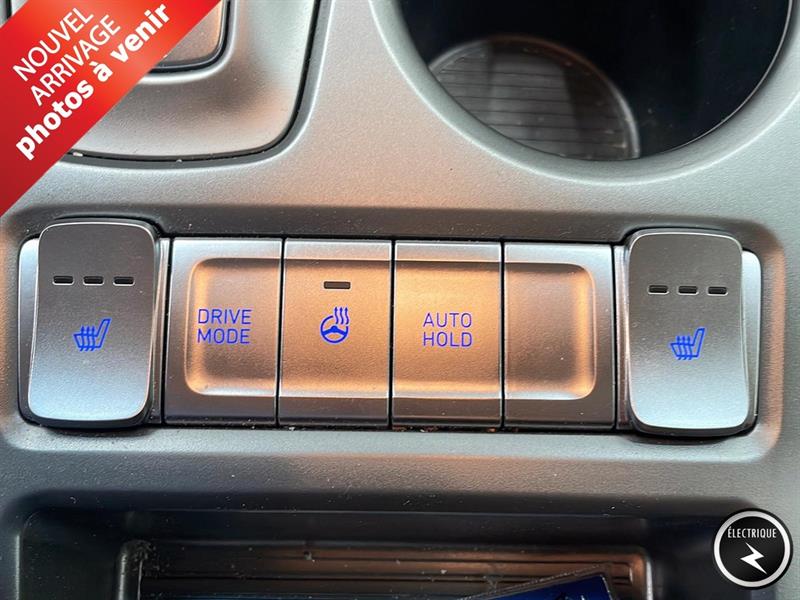 NOUVEL
ARRIVAGE
photos à venir
DRIVE
MODE
AUTO
HOLD
ÉLECTRIQUE